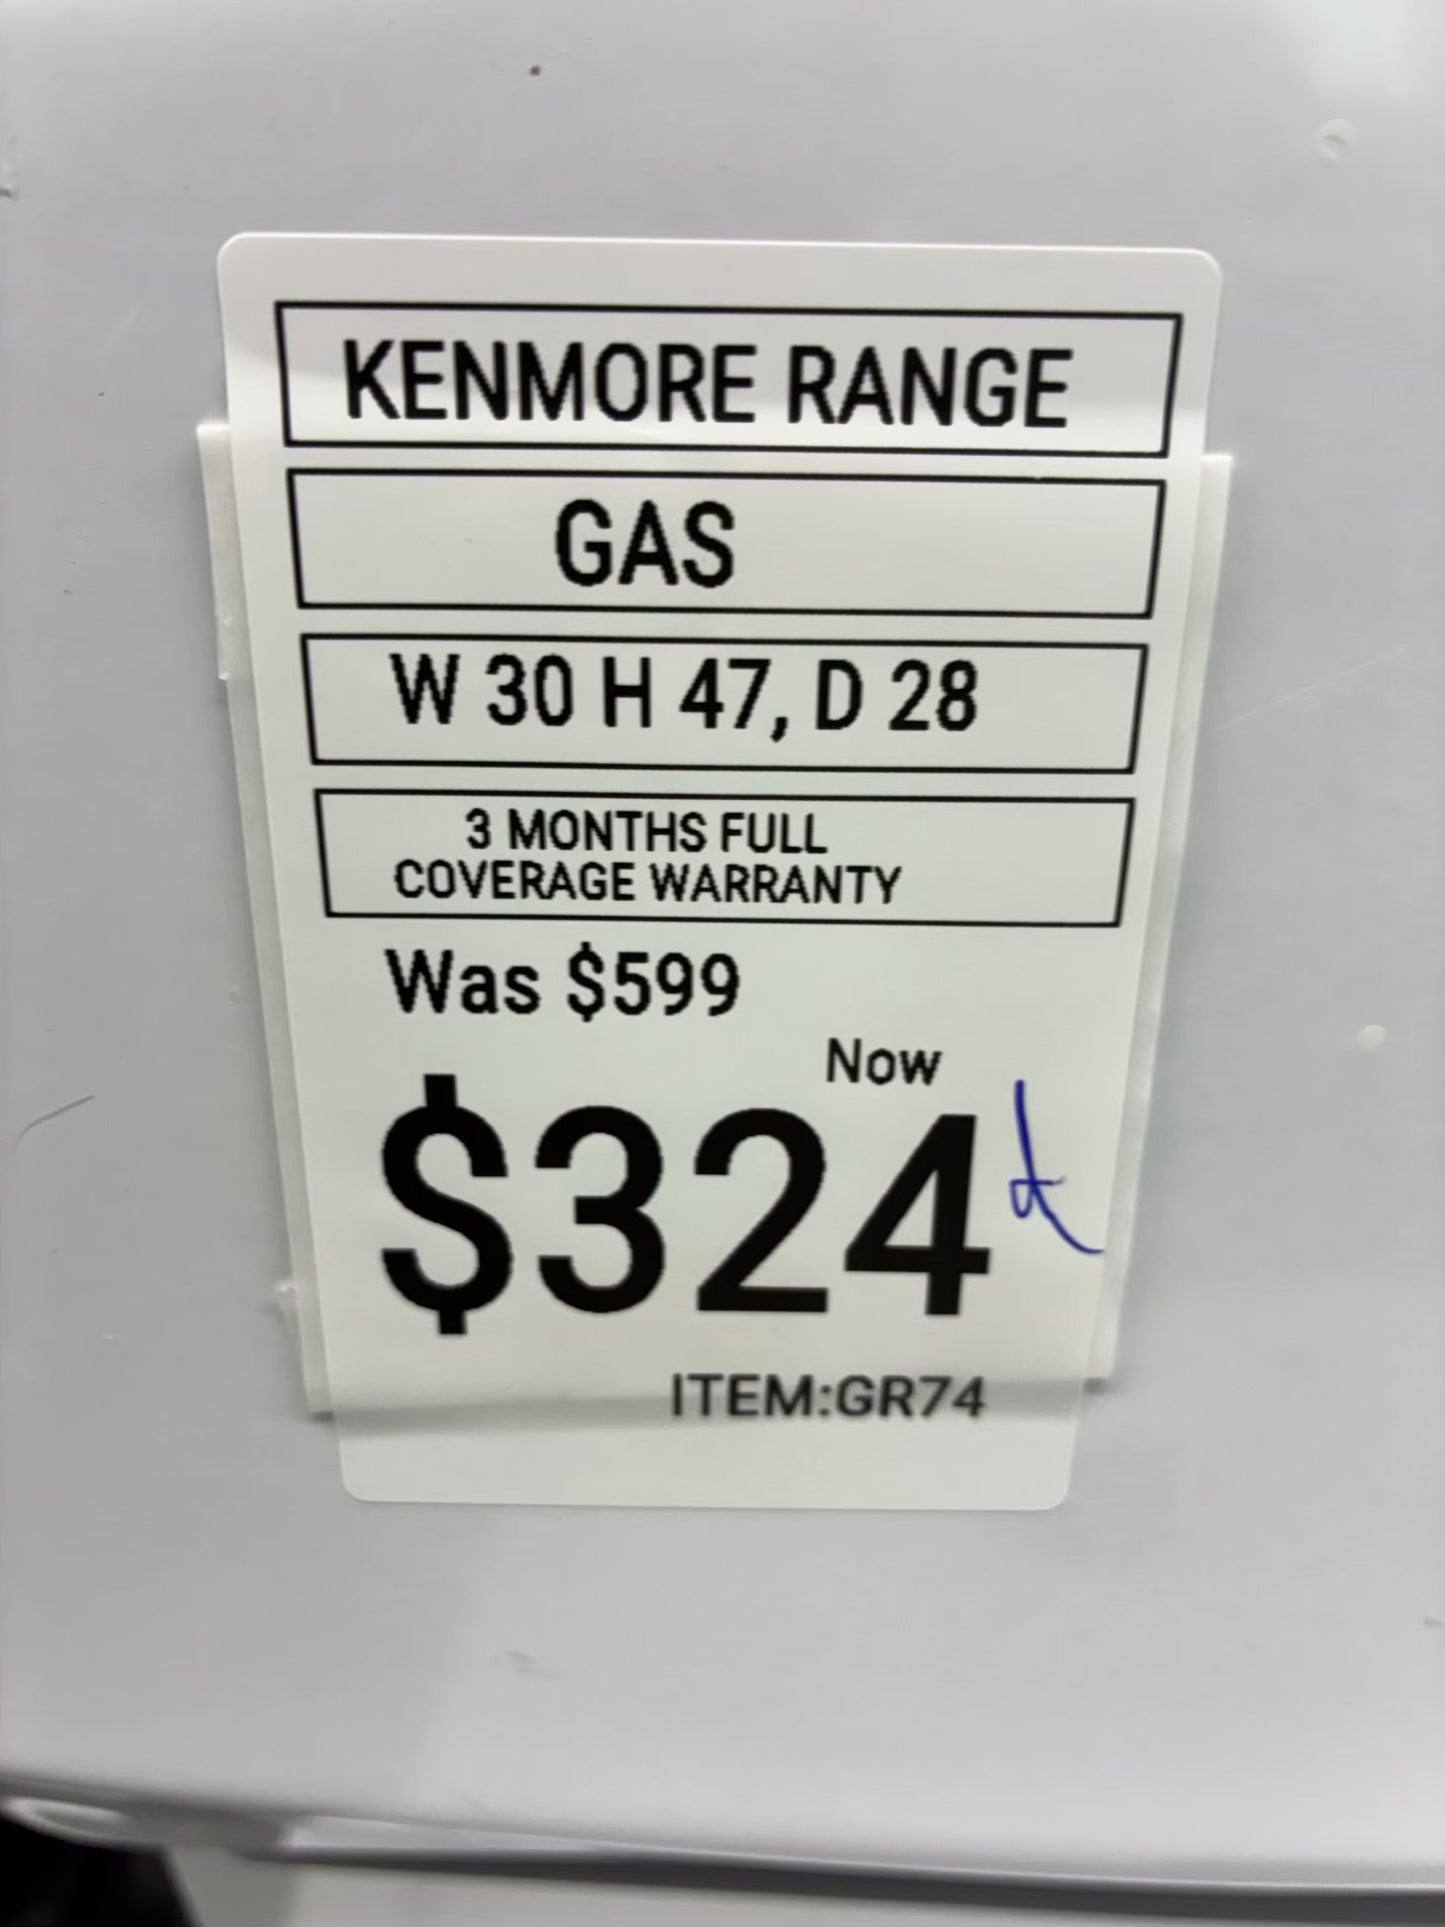 KENMORE RANGE
GAS
W 30 H 47, D 28
3 MONTHS FULL
COVERAGE WARRANTY
Was $599
Now
$324
ITEM:GR74